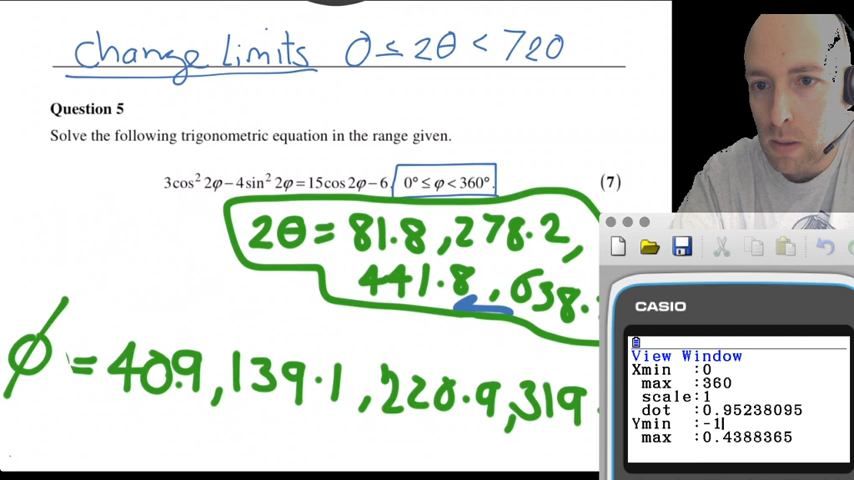 Change Limits 0 ≤ 2θ < 720
Question 5
Solve the following trigonometric equation in the range given.
3cos² 2φ − 4sin² 2φ = 15cos 2φ − 6, 0° ≤ φ < 360°. (7)
2θ = 81.8, 278.2,
441.8, 638.
φ = 40.9, 139.1, 220.9, 319
CASIO
View Window
Xmin :0
max :360
scale:1
dot :0.95238095
Ymin :-1
max :0.4388365